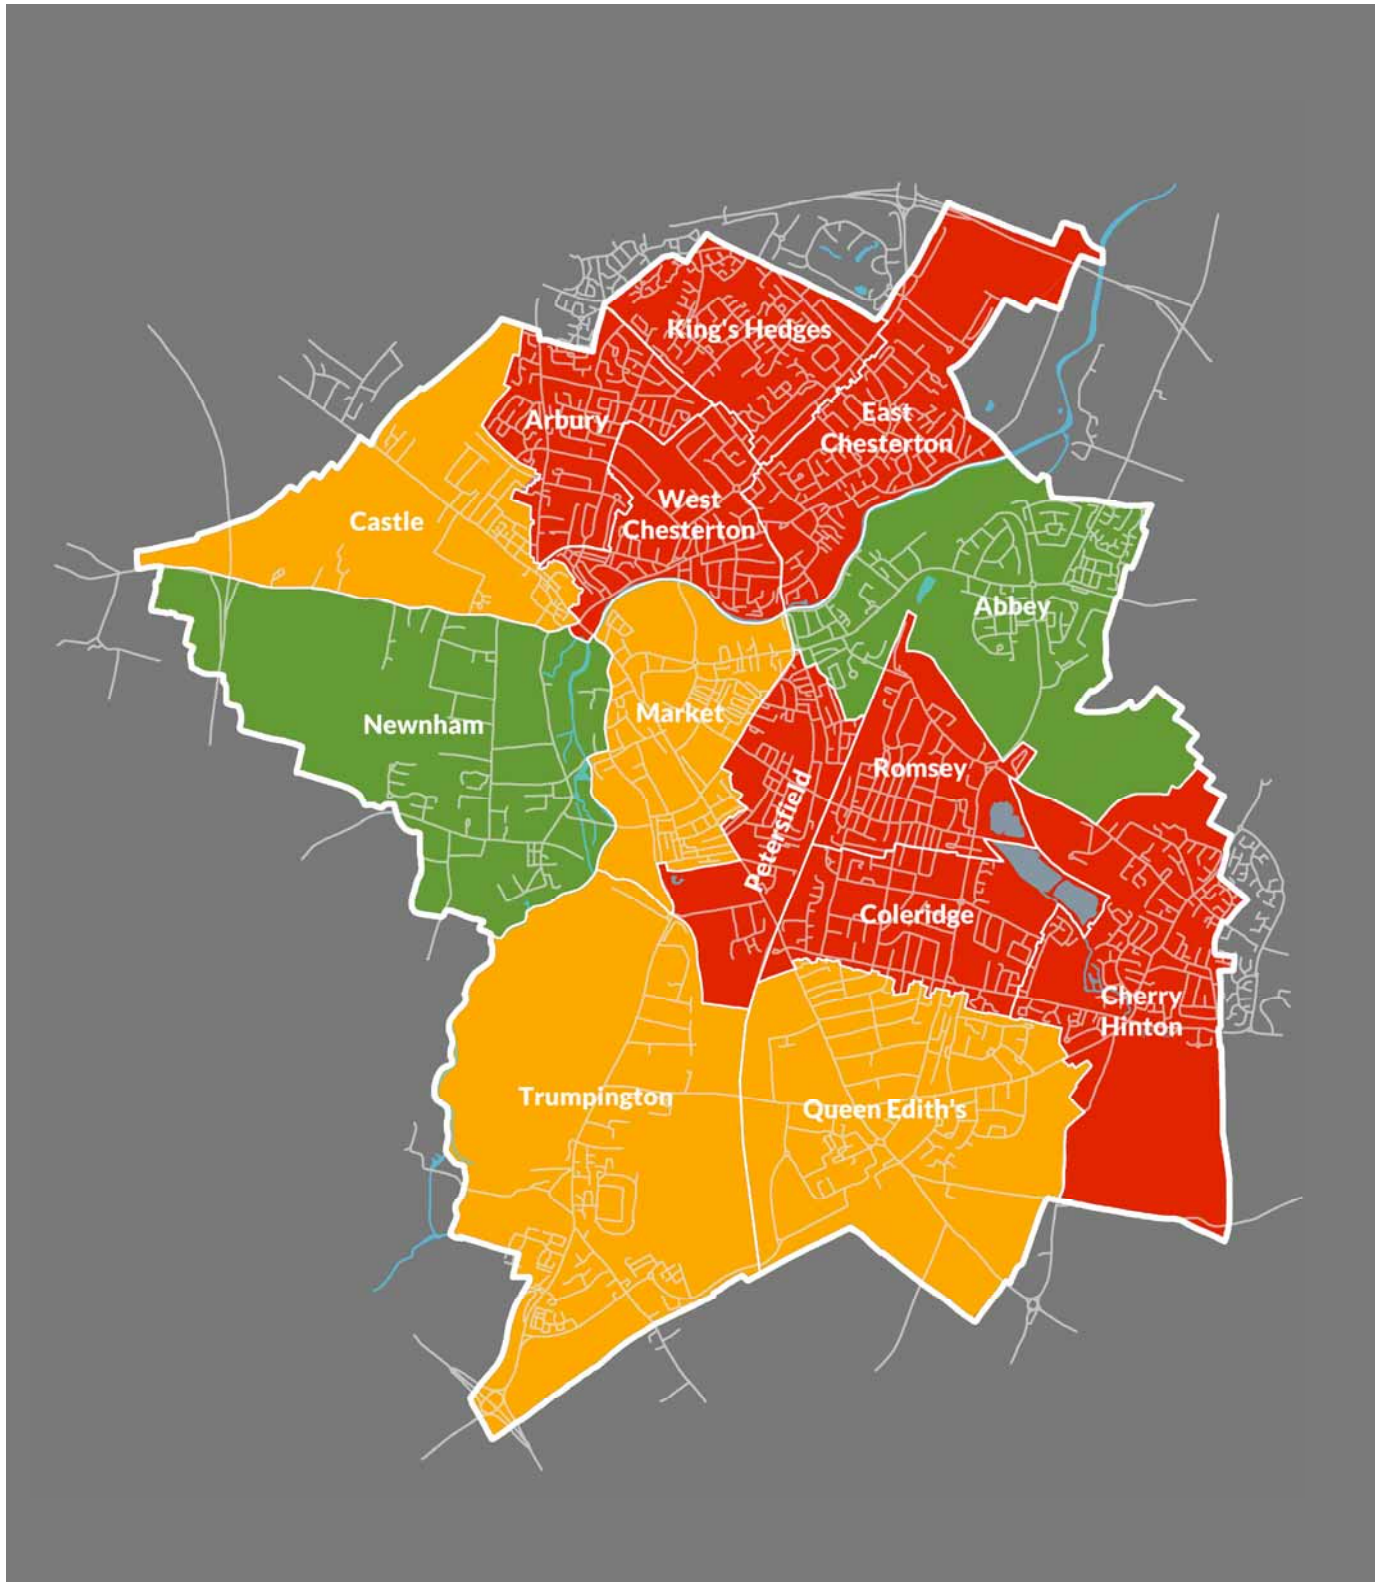 King's Hedges
Arbury
East
Chesterton
West
Chesterton
Castle
Abbey
Newnham
Market
Romsey
Petersfield
Coleridge
Cherry
Hinton
Trumpington
Queen Edith's